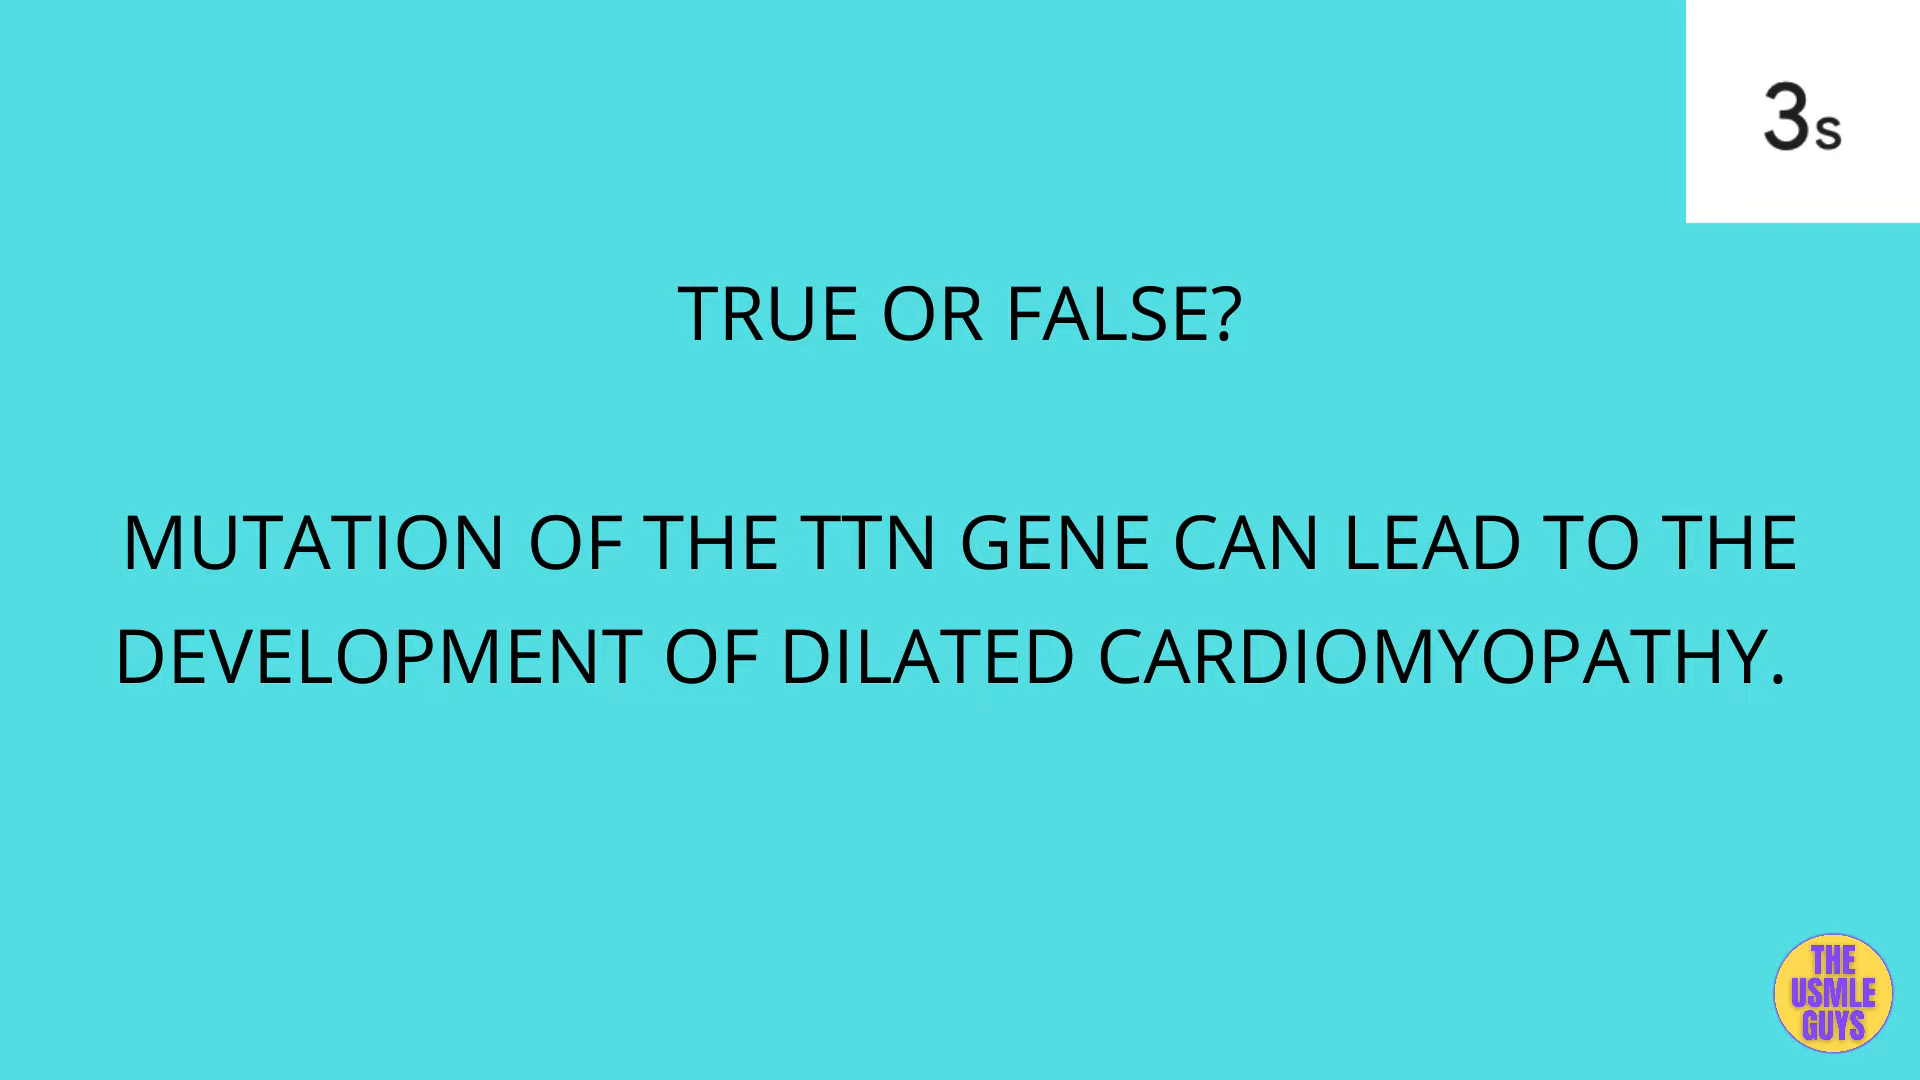 3s
TRUE OR FALSE?
MUTATION OF THE TTN GENE CAN LEAD TO THE
DEVELOPMENT OF DILATED CARDIOMYOPATHY.
THE
USMLE
GUYS